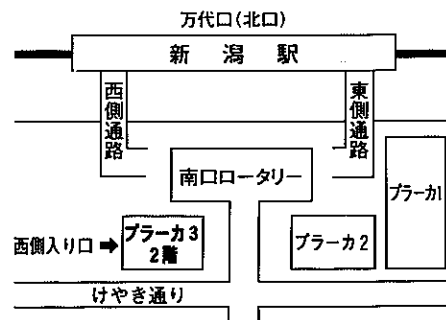 万代口(北口)
新潟駅
西側通路
東側通路
南口ロータリー
プラーカ1
西側入り口➡
プラーカ3
2階
プラーカ2
けやき通り